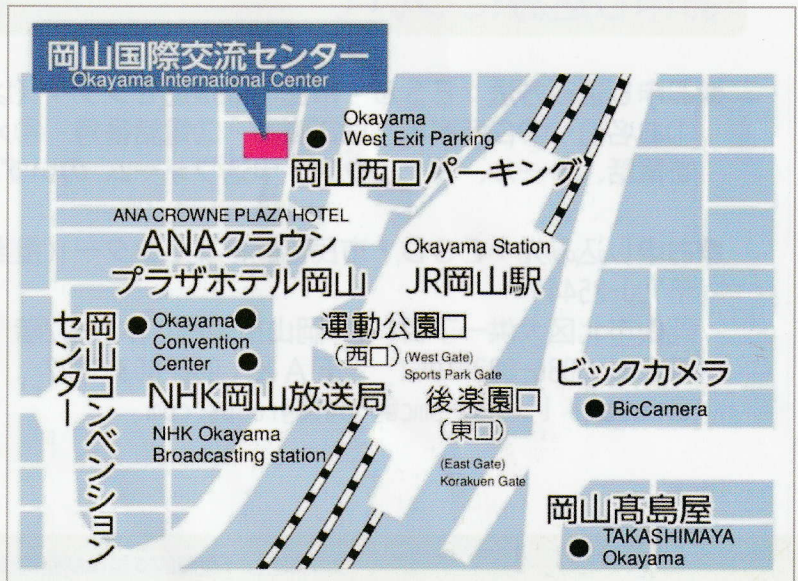 岡山国際交流センター
Okayama International Center
Okayama
West Exit Parking
岡山西口パーキング
ANA CROWNE PLAZA HOTEL
ANAクラウン
プラザホテル岡山
Okayama Station
JR岡山駅
岡山コンベンション
センター
Okayama
Convention
Center
運動公園口
(西口)
(West Gate)
Sports Park Gate
NHK岡山放送局
NHK Okayama
Broadcasting station
後楽園口
(東口)
(East Gate)
Korakuen Gate
ビックカメラ
BicCamera
岡山髙島屋
TAKASHIMAYA
Okayama